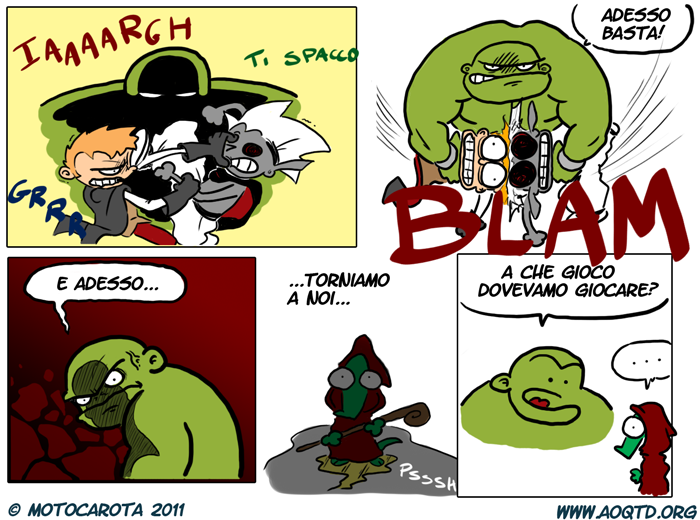 IAAAARGH
TI SPACCO
GRRR
ADESSO
BASTA!
BLAM
E ADESSO...
...TORNIAMO
A NOI...
PSSSH
A CHE GIOCO
DOVEVAMO GIOCARE?
...
© MOTOCAROTA 2011
WWW.AOQTD.ORG